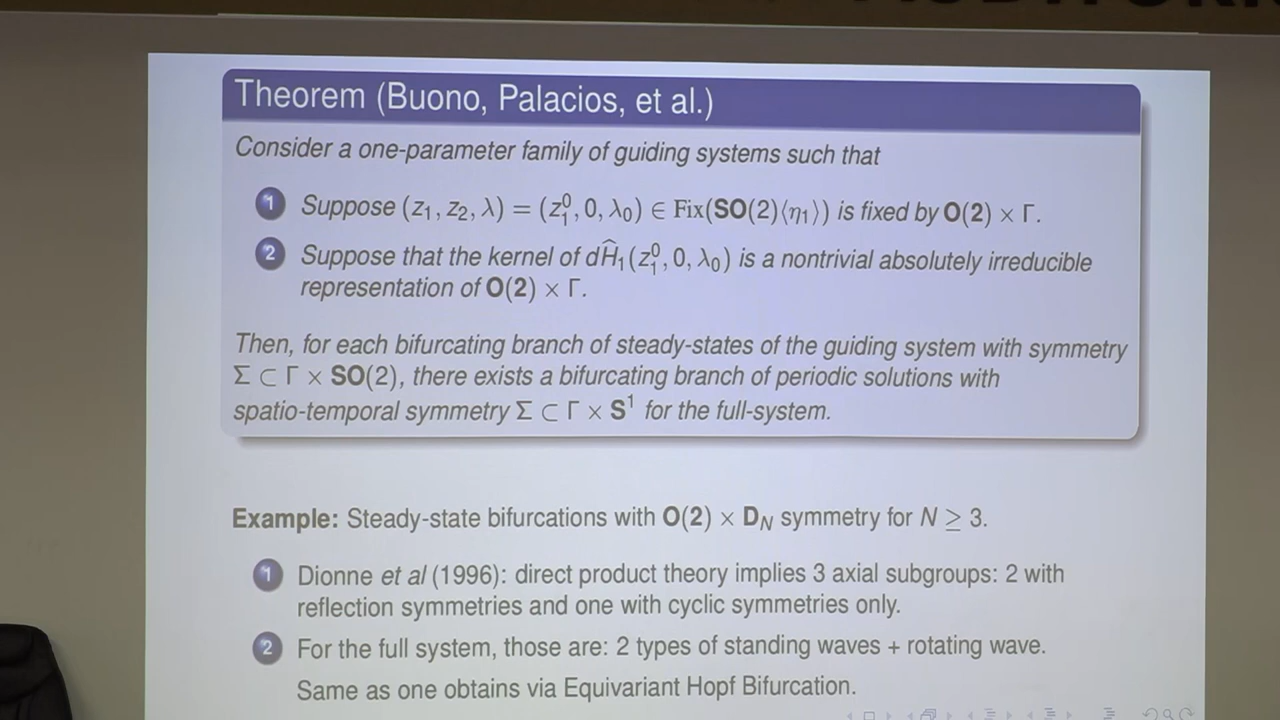 Theorem (Buono, Palacios, et al.)
Consider a one-parameter family of guiding systems such that
1 Suppose (z₁, z₂, λ) = (z₁⁰, 0, λ₀) ∈ Fix(SO(2)⟨η₁⟩) is fixed by O(2) × Γ.
2 Suppose that the kernel of dĤ₁(z₁⁰, 0, λ₀) is a nontrivial absolutely irreducible
representation of O(2) × Γ.
Then, for each bifurcating branch of steady-states of the guiding system with symmetry
Σ ⊂ Γ × SO(2), there exists a bifurcating branch of periodic solutions with
spatio-temporal symmetry Σ ⊂ Γ × S¹ for the full-system.
Example: Steady-state bifurcations with O(2) × D_N symmetry for N ≥ 3.
1 Dionne et al (1996): direct product theory implies 3 axial subgroups: 2 with
reflection symmetries and one with cyclic symmetries only.
2 For the full system, those are: 2 types of standing waves + rotating wave.
Same as one obtains via Equivariant Hopf Bifurcation.